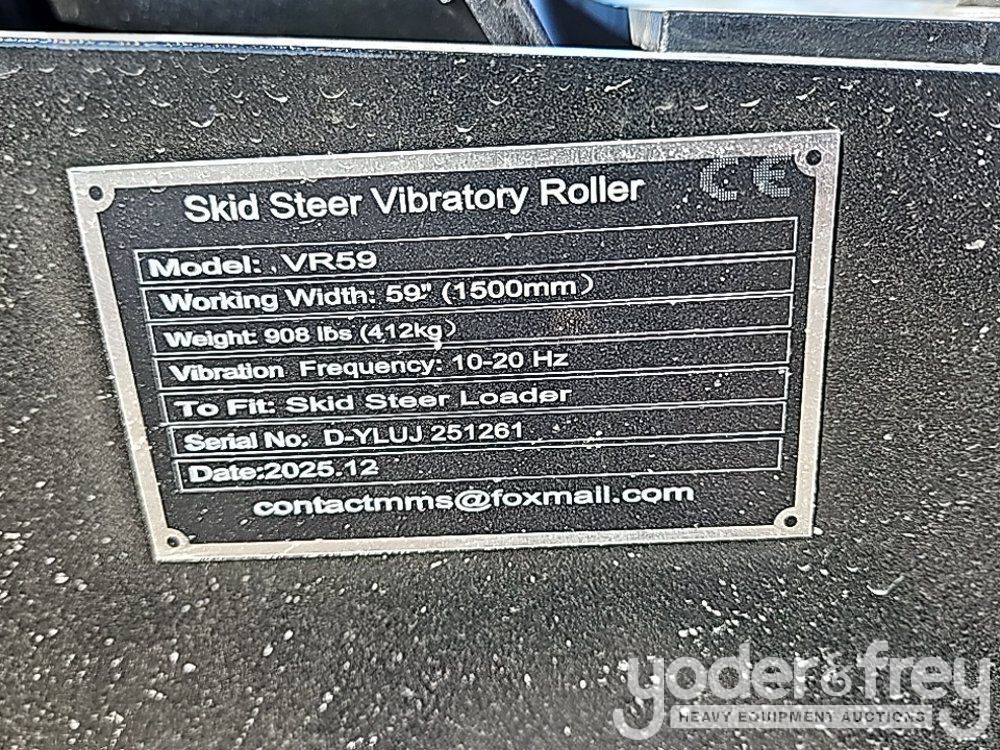 Skid Steer Vibratory Roller CE
Model: VR59
Working Width: 59" (1500mm)
Weight: 908 lbs (412kg)
Vibration Frequency: 10-20 Hz
To Fit: Skid Steer Loader
Serial No: D-YLUJ 251261
Date:2025.12
contactmms@foxmail.com
yoder&frey
HEAVY EQUIPMENT AUCTIONS